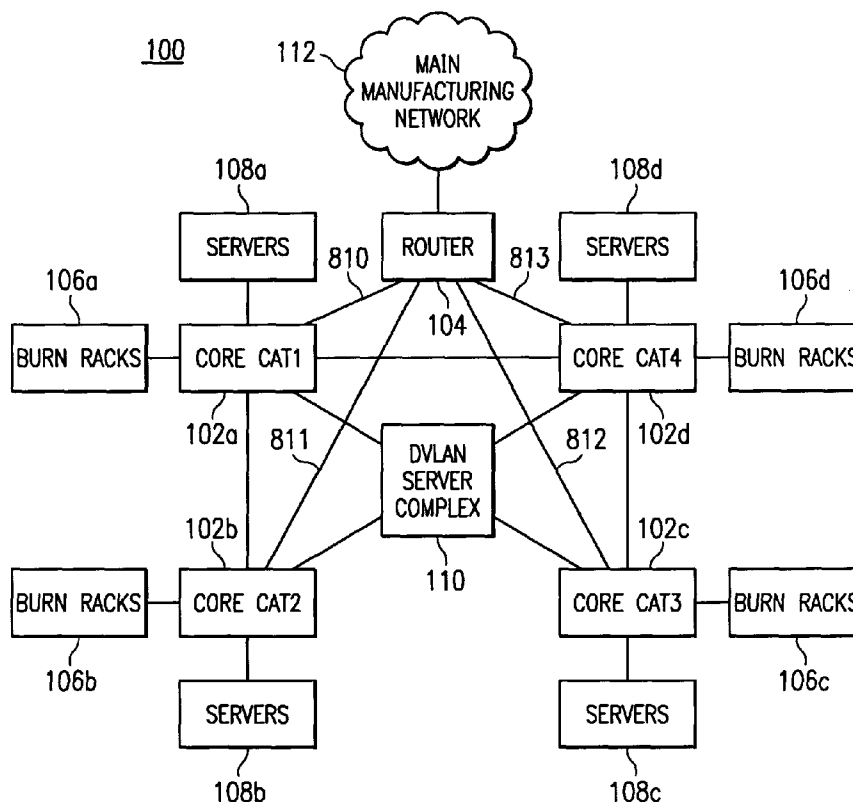 100
112
MAIN
MANUFACTURING
NETWORK
108a
108d
SERVERS
ROUTER
SERVERS
810
813
106a
104
106d
BURN RACKS
CORE CAT1
CORE CAT4
BURN RACKS
102a
102d
811
812
DVLAN
SERVER
COMPLEX
102b
102c
110
BURN RACKS
CORE CAT2
CORE CAT3
BURN RACKS
106b
106c
SERVERS
SERVERS
108b
108c